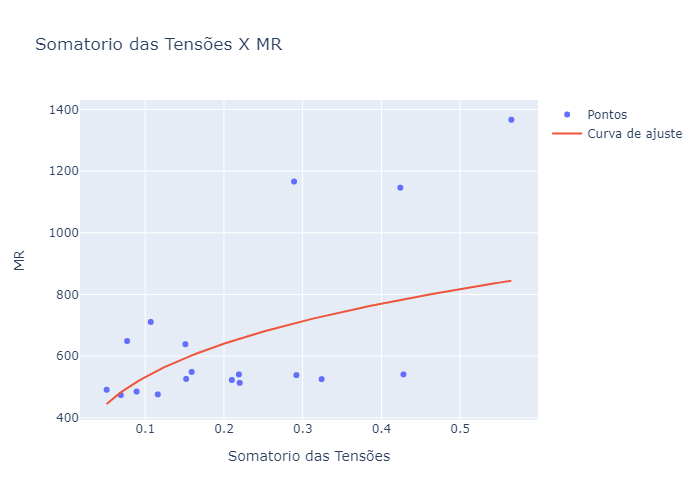 Somatorio das Tensões X MR
1400
1200
1000
800
600
400
MR
0.1 0.2 0.3 0.4 0.5
Somatorio das Tensões
Pontos
Curva de ajuste